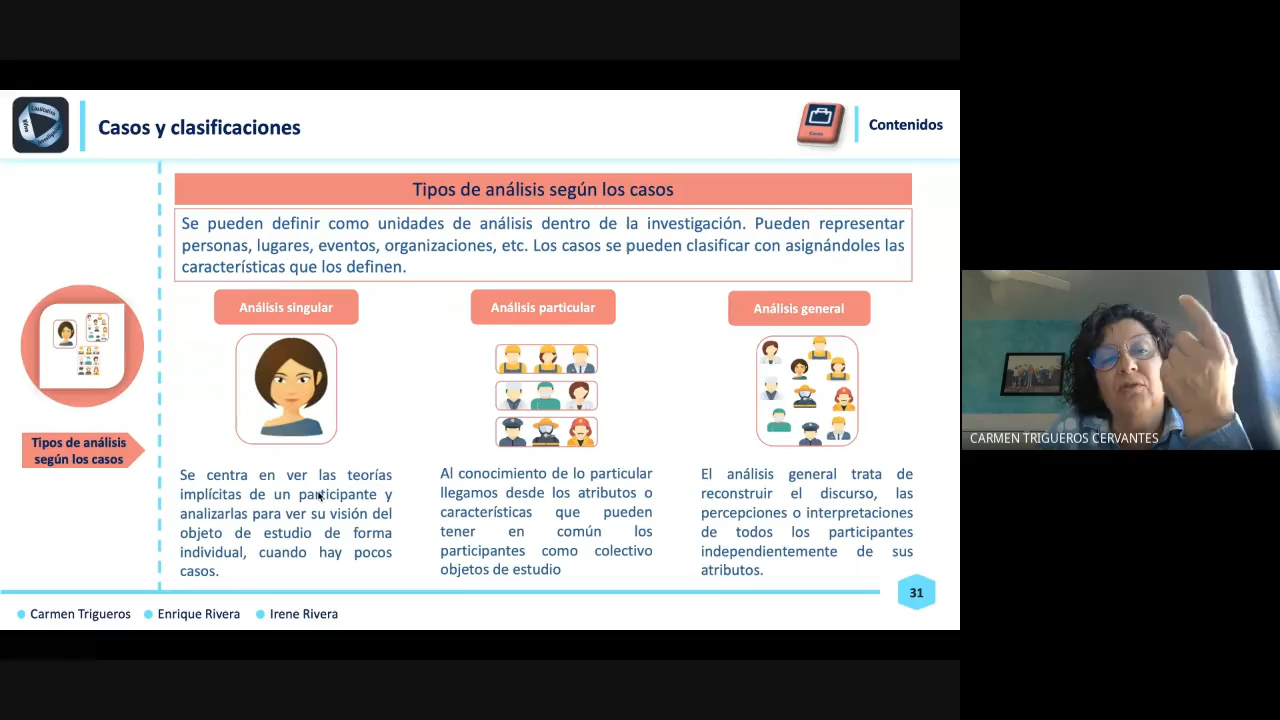 Casos y clasificaciones
Contenidos
Tipos de análisis según los casos
Se pueden definir como unidades de análisis dentro de la investigación. Pueden representar
personas, lugares, eventos, organizaciones, etc. Los casos se pueden clasificar con asignándoles las
características que los definen.
Tipos de análisis
según los casos
Análisis singular
Se centra en ver las teorías
implícitas de un participante y
analizarlas para ver su visión del
objeto de estudio de forma
individual, cuando hay pocos
casos.
Análisis particular
Al conocimiento de lo particular
llegamos desde los atributos o
características que pueden
tener en común los
participantes como colectivo
objetos de estudio
Análisis general
El análisis general trata de
reconstruir el discurso, las
percepciones o interpretaciones
de todos los participantes
independientemente de sus
atributos.
31
Carmen Trigueros
Enrique Rivera
Irene Rivera
CARMEN TRIGUEROS CERVANTES